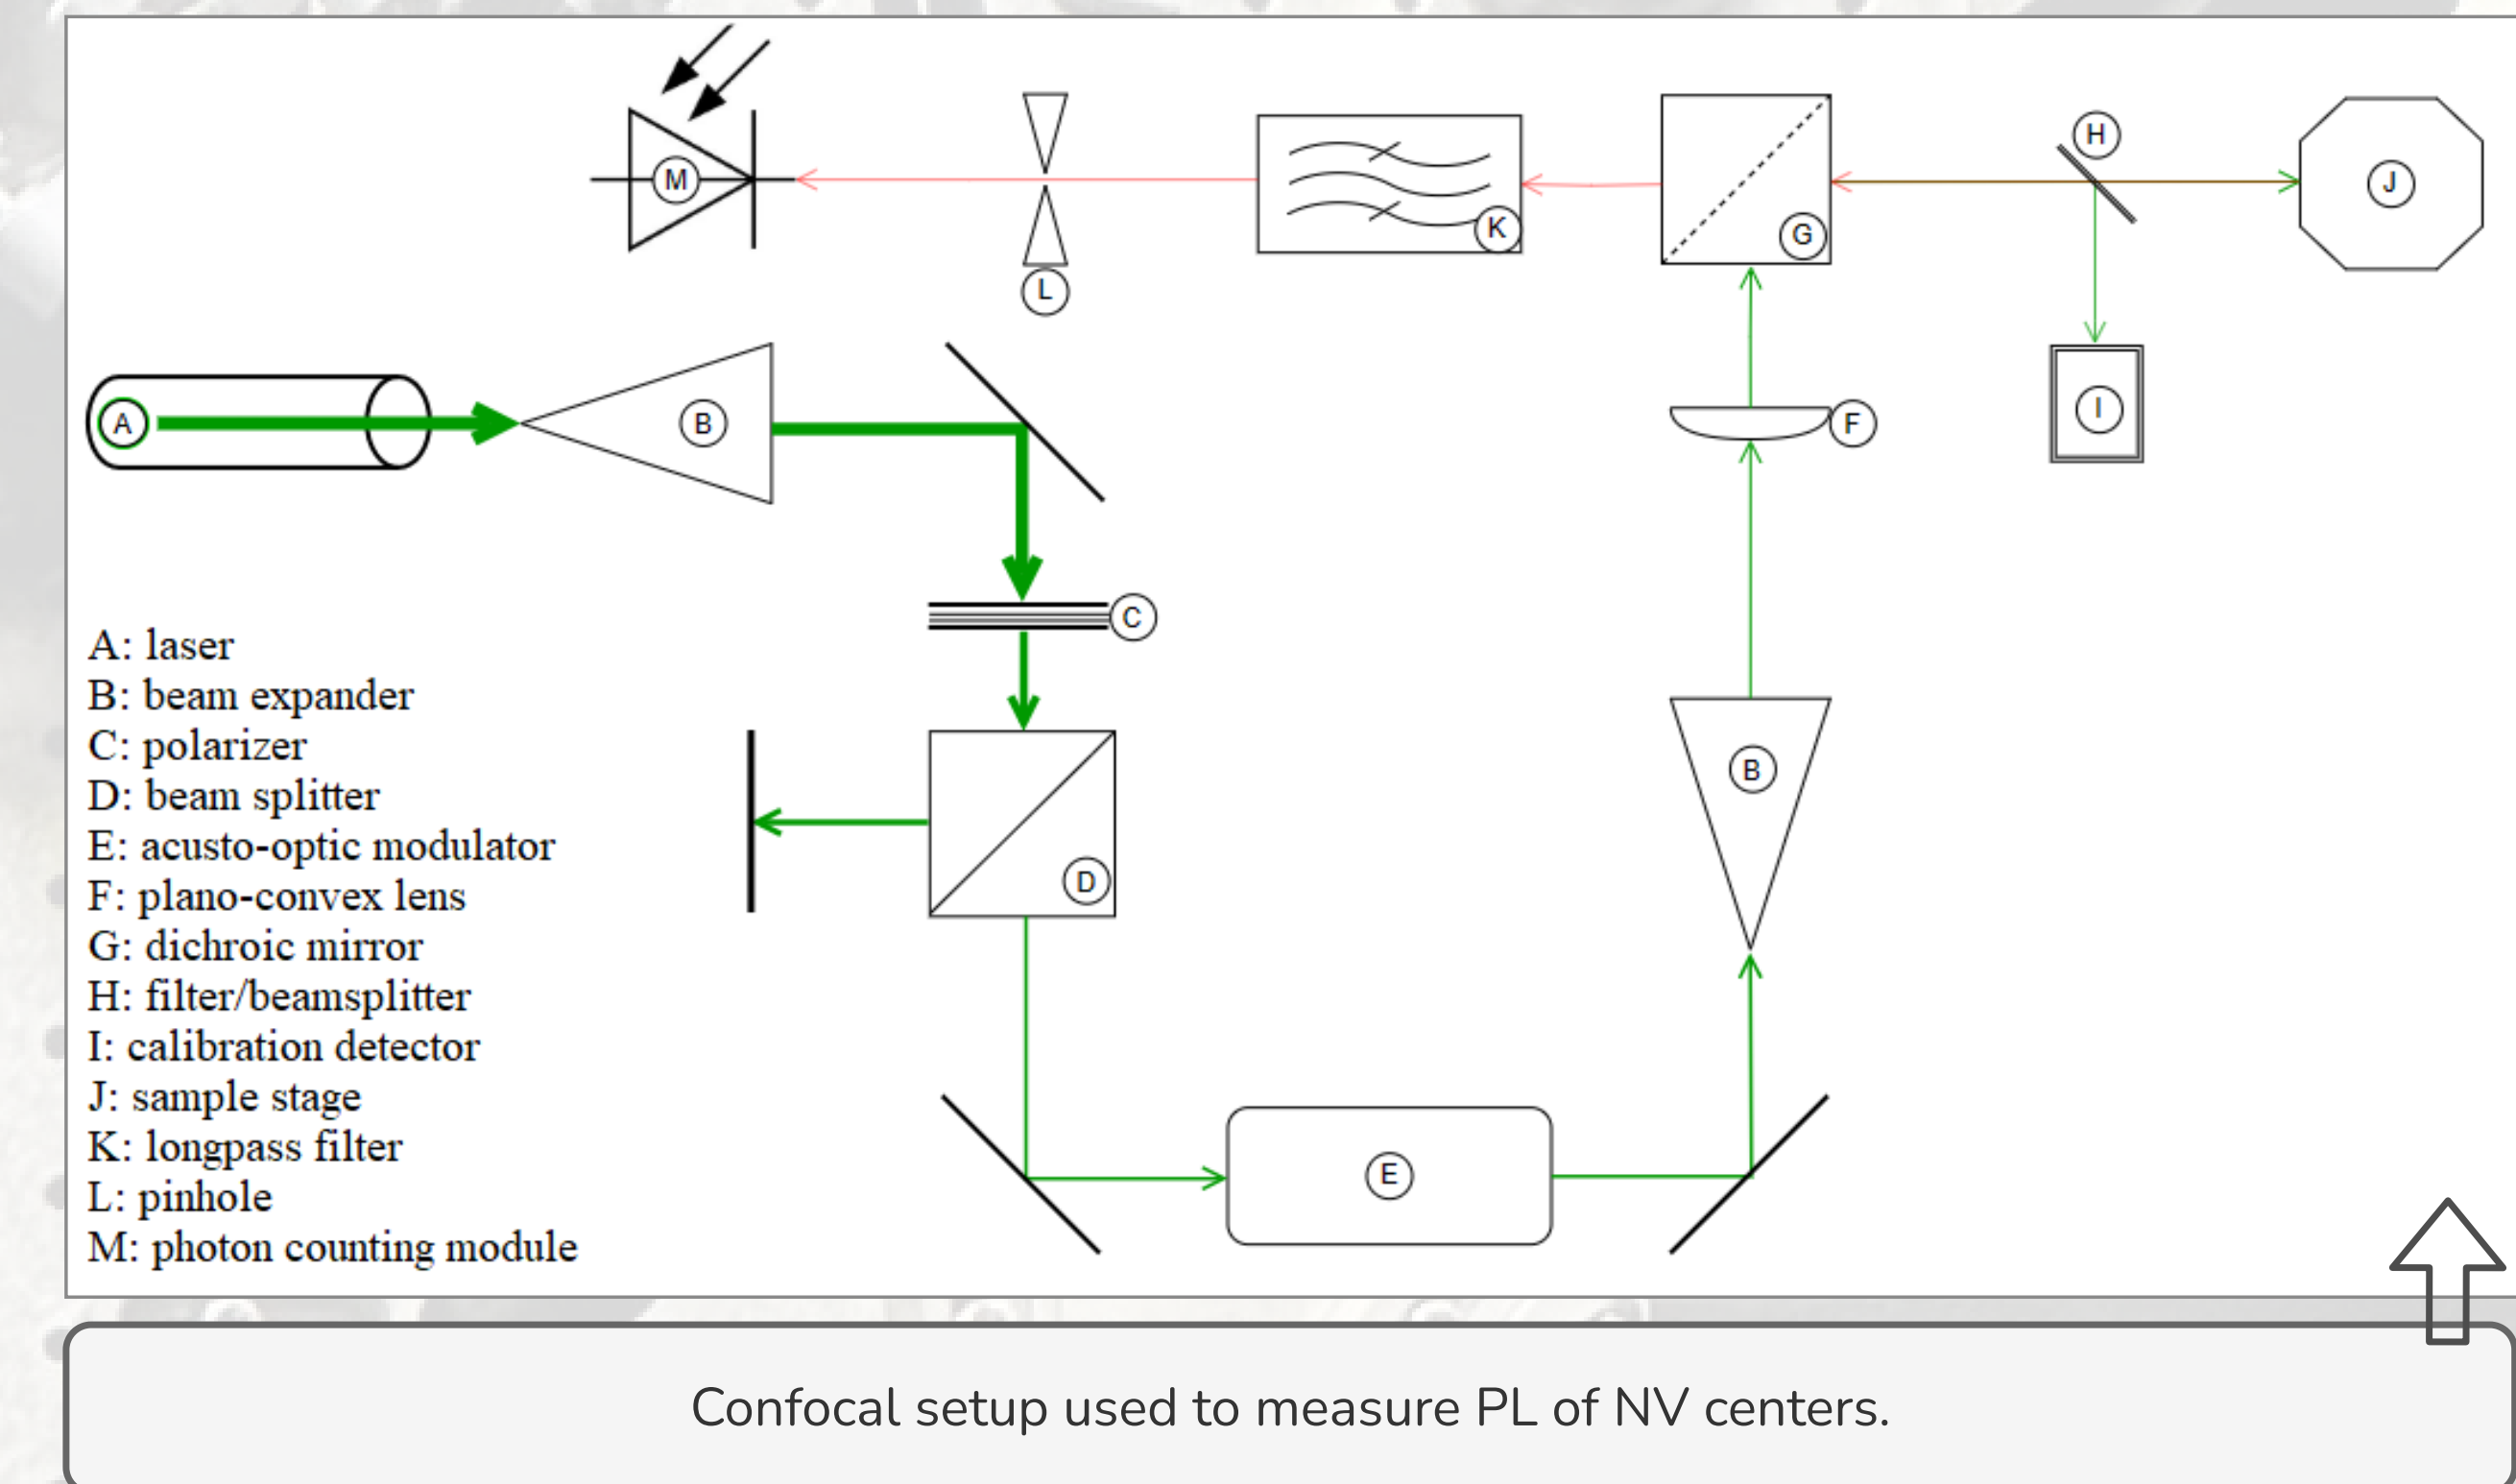 M
L
K
G
H
J
A
B
C
F
I
D
B
E
A: laser
B: beam expander
C: polarizer
D: beam splitter
E: acusto-optic modulator
F: plano-convex lens
G: dichroic mirror
H: filter/beamsplitter
I: calibration detector
J: sample stage
K: longpass filter
L: pinhole
M: photon counting module
Confocal setup used to measure PL of NV centers.